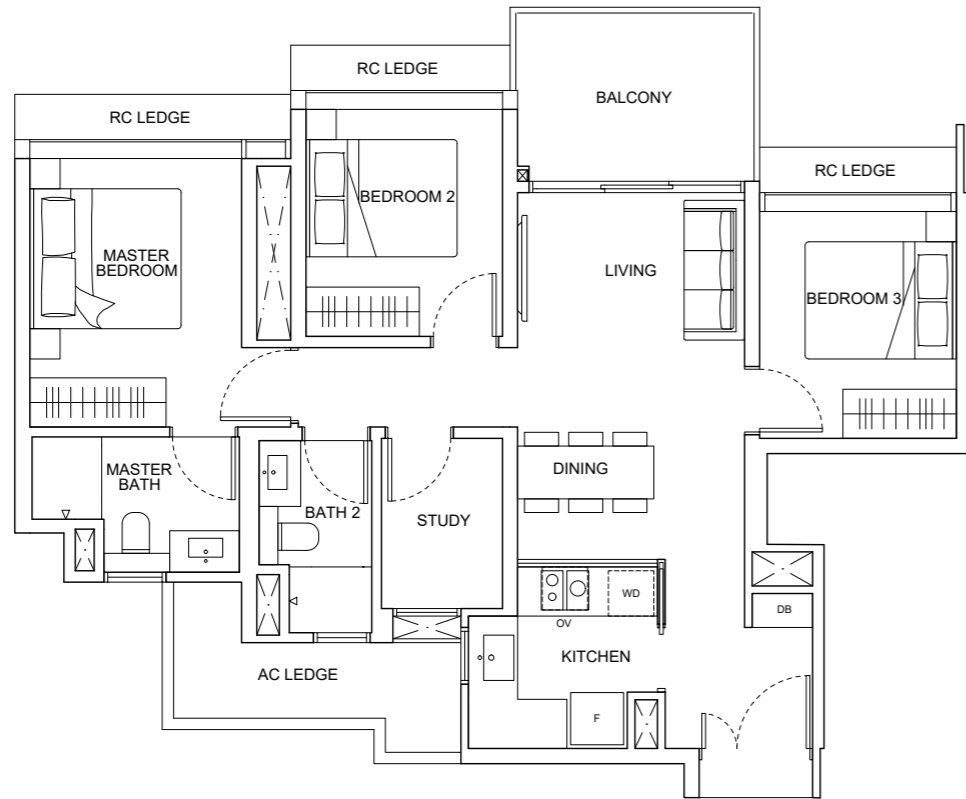 RC LEDGE
BALCONY
RC LEDGE
RC LEDGE
BEDROOM 2
MASTER
BEDROOM
LIVING
BEDROOM 3
MASTER
BATH
DINING
BATH 2
STUDY
WD
DB
OV
KITCHEN
AC LEDGE
F